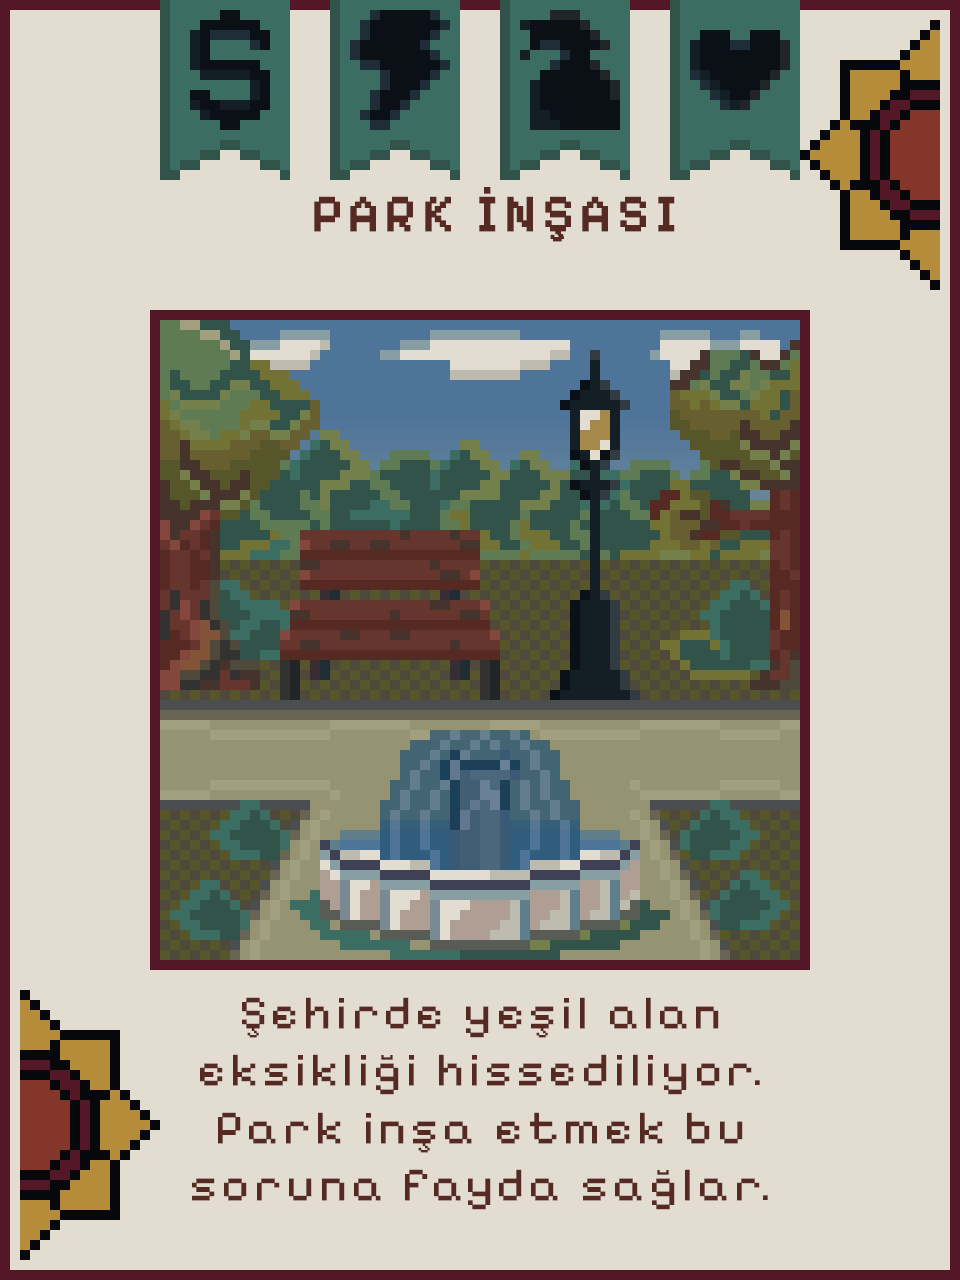 $
PARK İNŞASI
Şehirde yeşil alan
eksikliği hissediliyor.
Park inşa etmek bu
soruna fayda sağlar.